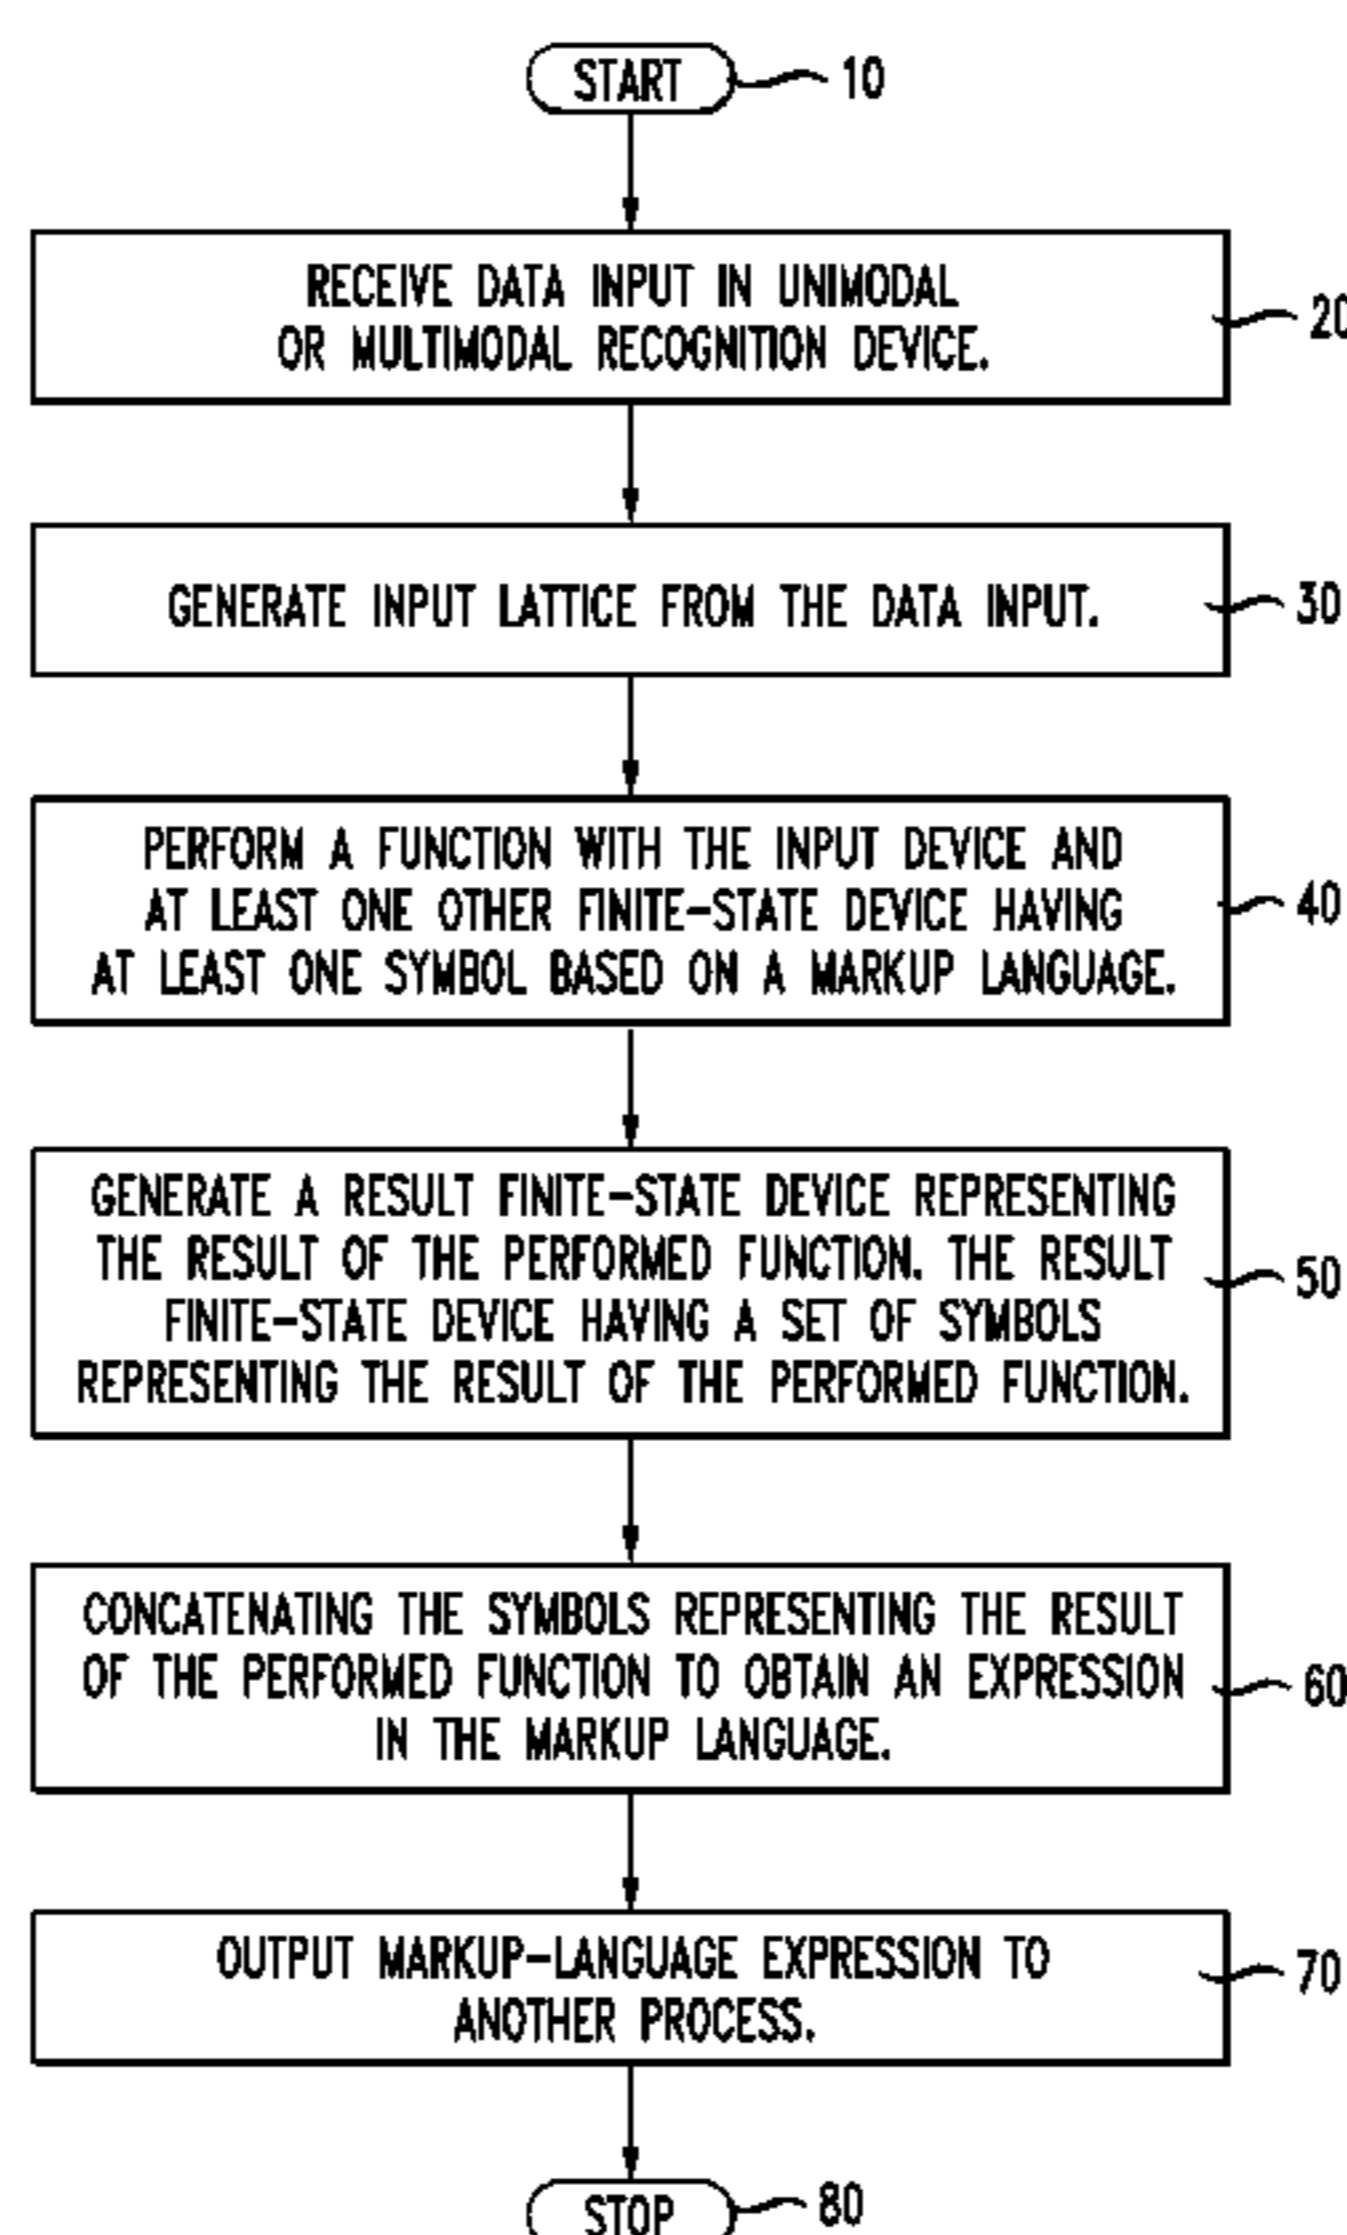 START
10
RECEIVE DATA INPUT IN UNIMODAL
OR MULTIMODAL RECOGNITION DEVICE.
20
GENERATE INPUT LATTICE FROM THE DATA INPUT.
30
PERFORM A FUNCTION WITH THE INPUT DEVICE AND
AT LEAST ONE OTHER FINITE-STATE DEVICE HAVING
AT LEAST ONE SYMBOL BASED ON A MARKUP LANGUAGE.
40
GENERATE A RESULT FINITE-STATE DEVICE REPRESENTING
THE RESULT OF THE PERFORMED FUNCTION. THE RESULT
FINITE-STATE DEVICE HAVING A SET OF SYMBOLS
REPRESENTING THE RESULT OF THE PERFORMED FUNCTION.
50
CONCATENATING THE SYMBOLS REPRESENTING THE RESULT
OF THE PERFORMED FUNCTION TO OBTAIN AN EXPRESSION
IN THE MARKUP LANGUAGE.
60
OUTPUT MARKUP-LANGUAGE EXPRESSION TO
ANOTHER PROCESS.
70
STOP
80